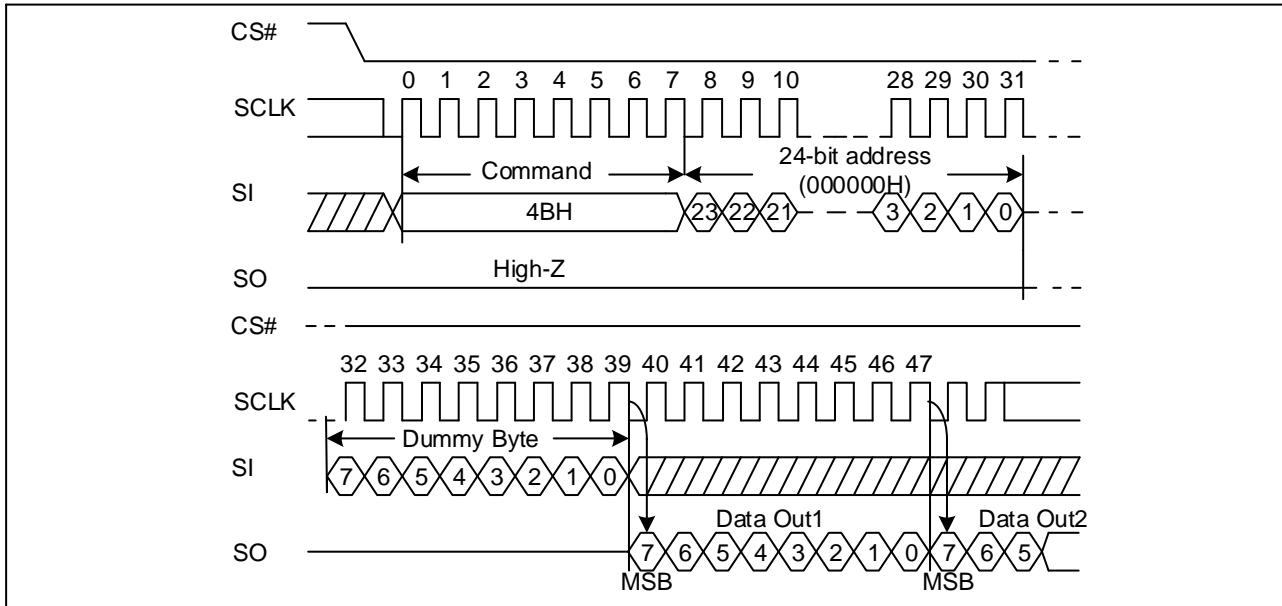 CS#
0 1 2 3 4 5 6 7 8 9 10 28 29 30 31
SCLK
Command 24-bit address
(000000H)
SI
4BH 23 22 21 3 2 1 0
High-Z
SO
CS#
32 33 34 35 36 37 38 39 40 41 42 43 44 45 46 47
SCLK
Dummy Byte
SI
7 6 5 4 3 2 1 0
Data Out1 Data Out2
SO
7 6 5 4 3 2 1 0 7 6 5
MSB MSB